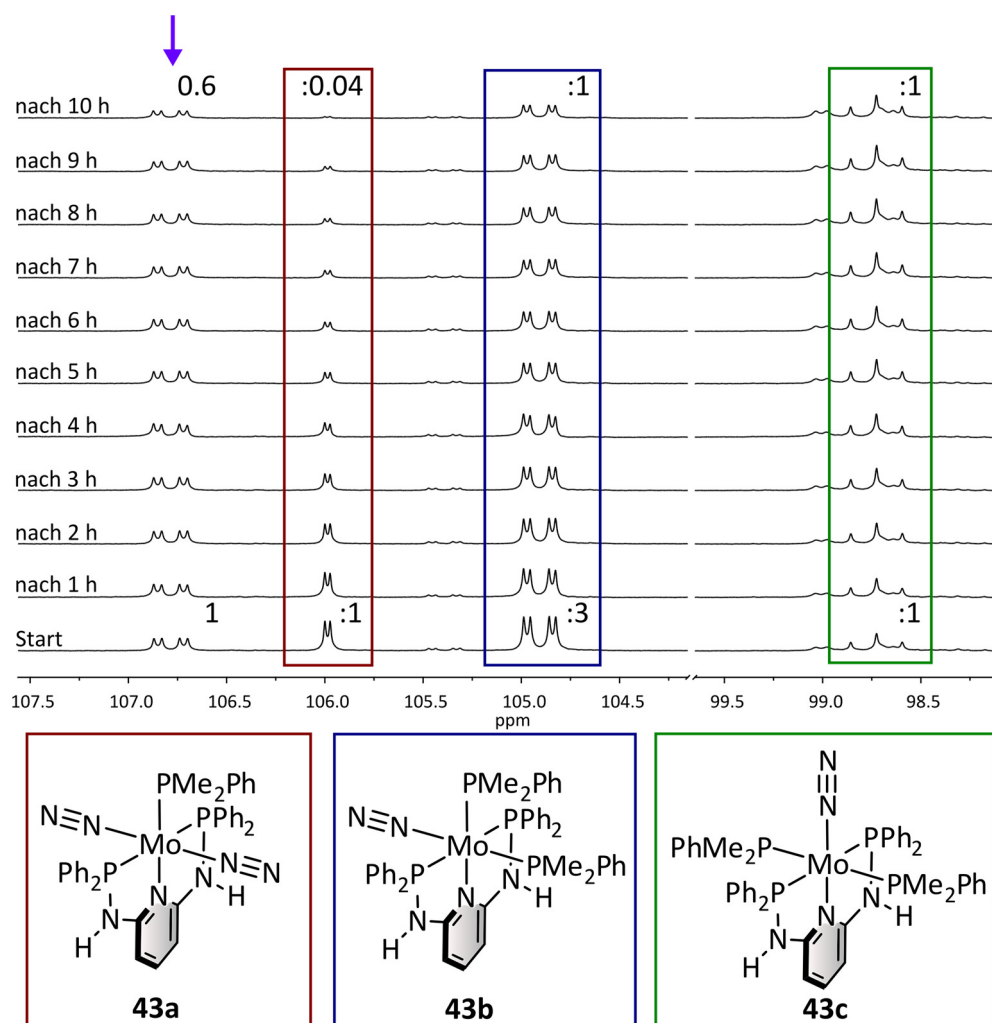 0.6 :0.04 :1 :1
nach 10 h
nach 9 h
nach 8 h
nach 7 h
nach 6 h
nach 5 h
nach 4 h
nach 3 h
nach 2 h
nach 1 h
1 :1 :3 :1
Start
107.5 107.0 106.5 106.0 105.5 105.0 104.5 99.5 99.0 98.5
ppm
PMe₂Ph
N≡N
PPh₂
Mo
Ph₂P
N≡N
N
N
H
N
H
43a
PMe₂Ph
N≡N
PPh₂
Mo
Ph₂P
PMe₂Ph
N
N
H
N
H
43b
N≡N
PhMe₂P
PPh₂
Mo
Ph₂P
PMe₂Ph
N
N
H
N
H
43c